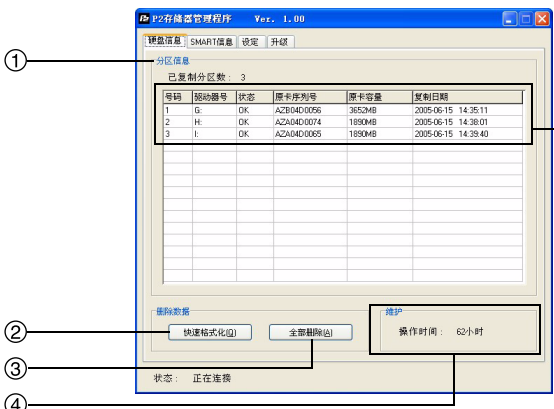 P2存储器管理程序 Ver. 1.00
硬盘信息 SMART信息 设定 升级
① 分区信息
已复制分区数： 3
号码 驱动器号 状态 原卡序列号 原卡容量 复制日期
1 G: OK AZB04D0056 3652MB 2005-06-15 14:35:11
2 H: OK AZA04D0074 1890MB 2005-06-15 14:38:01
3 I: OK AZA04D0065 1890MB 2005-06-15 14:39:40
删除数据 维护
② 快速格式化(Q) 全部删除(A) 操作时间： 62小时
③
状态： 正在连接
④